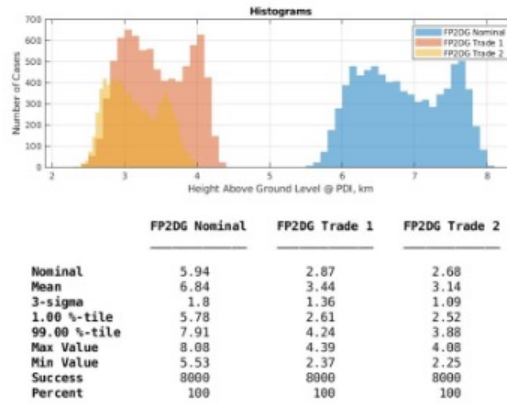 Histograms
700
600
500
400
300
200
100
0
Number of Cases
FP2DG Nominal
FP2DG Trade 1
FP2DG Trade 2
2 3 4 5 6 7 8
Height Above Ground Level @ PDI, km
FP2DG Nominal FP2DG Trade 1 FP2DG Trade 2
Nominal 5.94 2.87 2.68
Mean 6.84 3.44 3.14
3-sigma 1.8 1.36 1.09
1.00 %-tile 5.78 2.61 2.52
99.00 %-tile 7.91 4.24 3.88
Max Value 8.08 4.39 4.08
Min Value 5.53 2.37 2.25
Success 8000 8000 8000
Percent 100 100 100